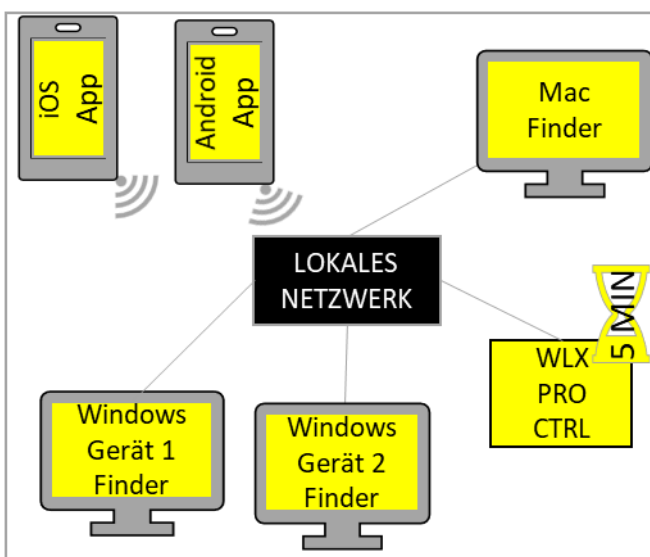 iOS
App
Android
App
Mac
Finder
LOKALES
NETZWERK
5 MIN
WLX
PRO
CTRL
Windows
Gerät 1
Finder
Windows
Gerät 2
Finder